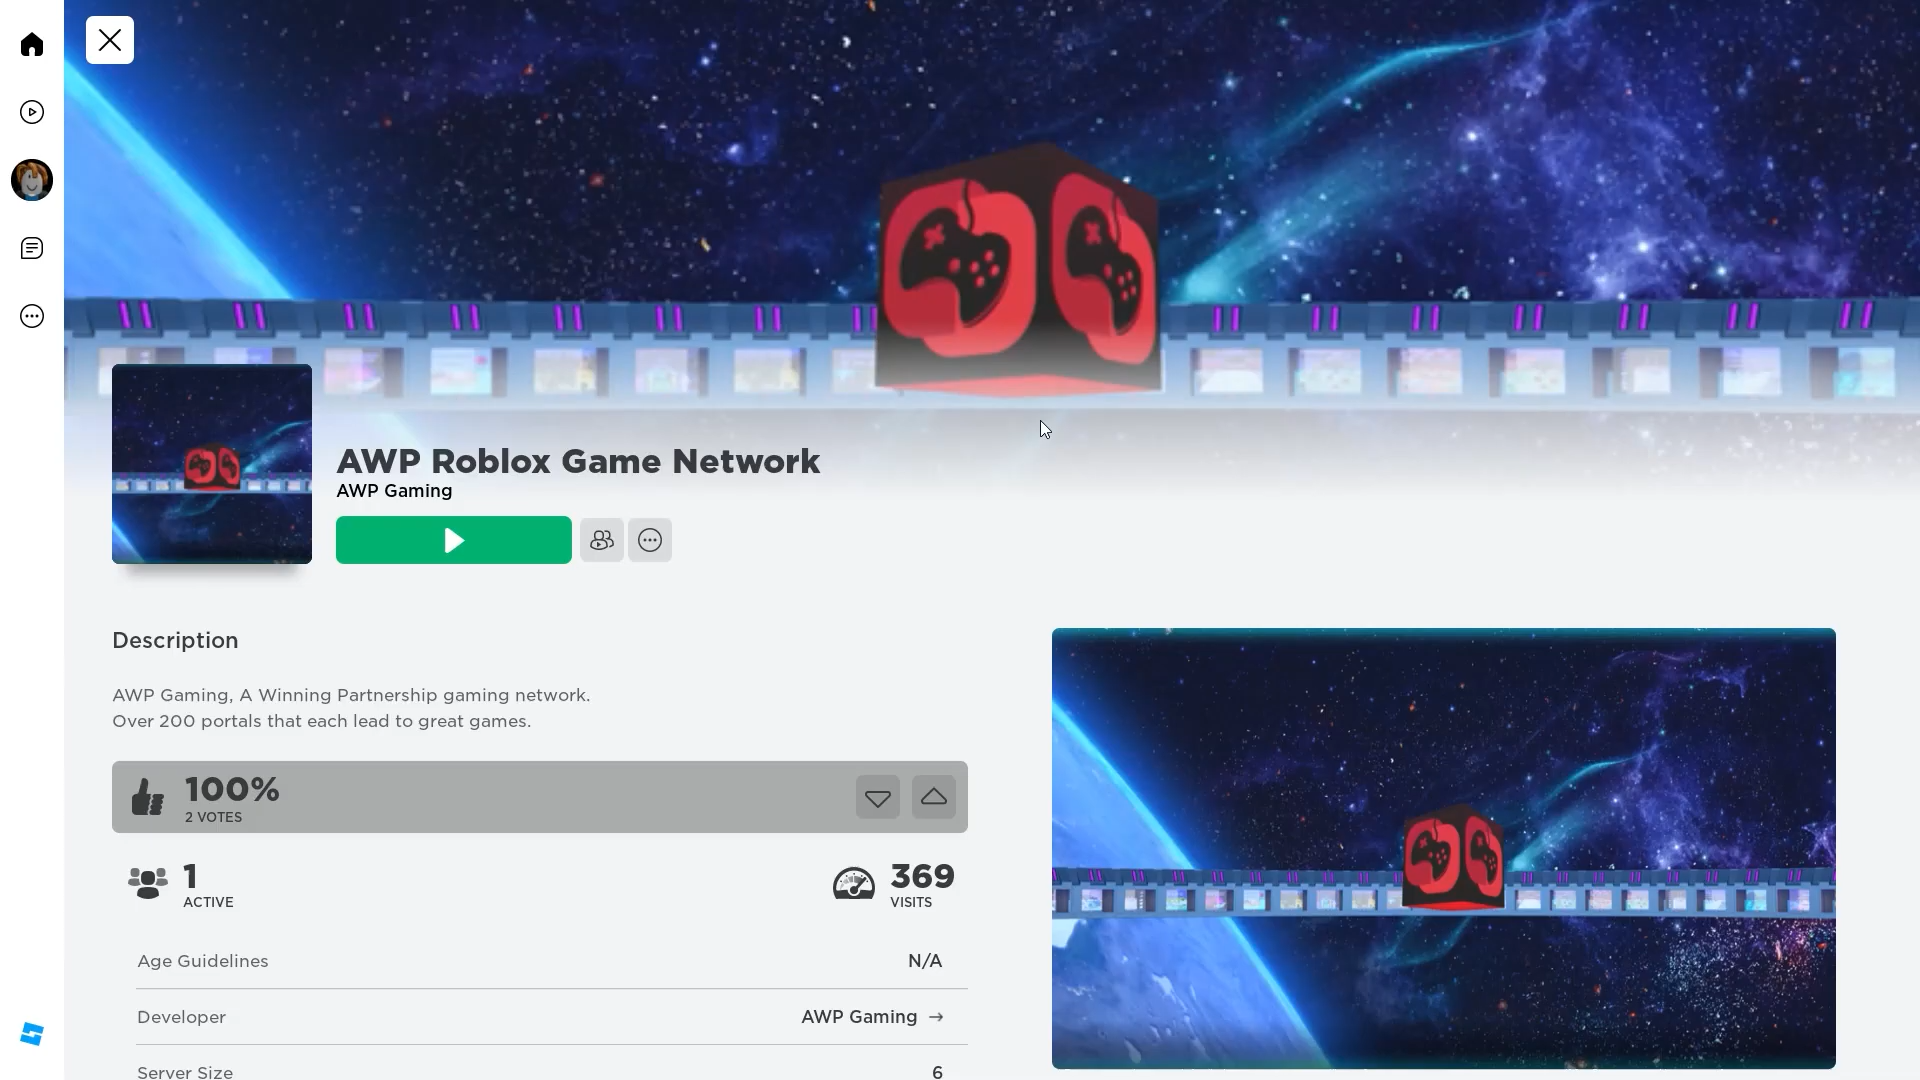 AWP Roblox Game Network
AWP Gaming
Description
AWP Gaming, A Winning Partnership gaming network.
Over 200 portals that each lead to great games.
100%
2 VOTES
1
ACTIVE
369
VISITS
Age Guidelines
N/A
Developer
AWP Gaming →
Server Size
6